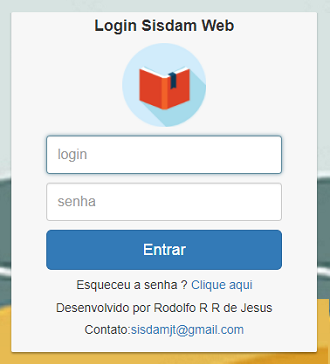 Login Sisdam Web
login
senha
Entrar
Esqueceu a senha ? Clique aqui
Desenvolvido por Rodolfo R R de Jesus
Contato:sisdamjt@gmail.com